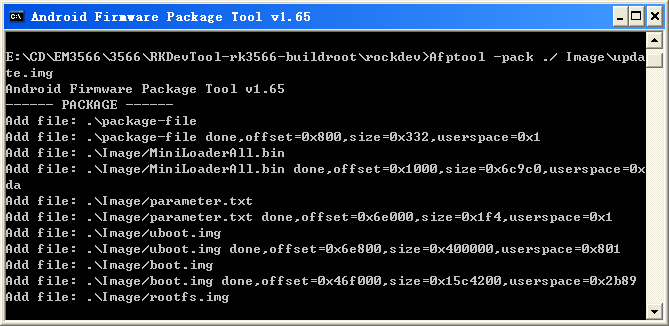 Android Firmware Package Tool v1.65
E:\CD\EM3566\3566\RKDevTool-rk3566-buildroot\rockdev>Afptool -pack ./ Image\upda
te.img
Android Firmware Package Tool v1.65
------ PACKAGE ------
Add file: .\package-file
Add file: .\package-file done,offset=0x800,size=0x332,userspace=0x1
Add file: .\Image/MiniLoaderAll.bin
Add file: .\Image/MiniLoaderAll.bin done,offset=0x1000,size=0x6c9c0,userspace=0x
da
Add file: .\Image/parameter.txt
Add file: .\Image/parameter.txt done,offset=0x6e000,size=0x1f4,userspace=0x1
Add file: .\Image/uboot.img
Add file: .\Image/uboot.img done,offset=0x6e800,size=0x400000,userspace=0x801
Add file: .\Image/boot.img
Add file: .\Image/boot.img done,offset=0x46f000,size=0x15c4200,userspace=0x2b89
Add file: .\Image/rootfs.img